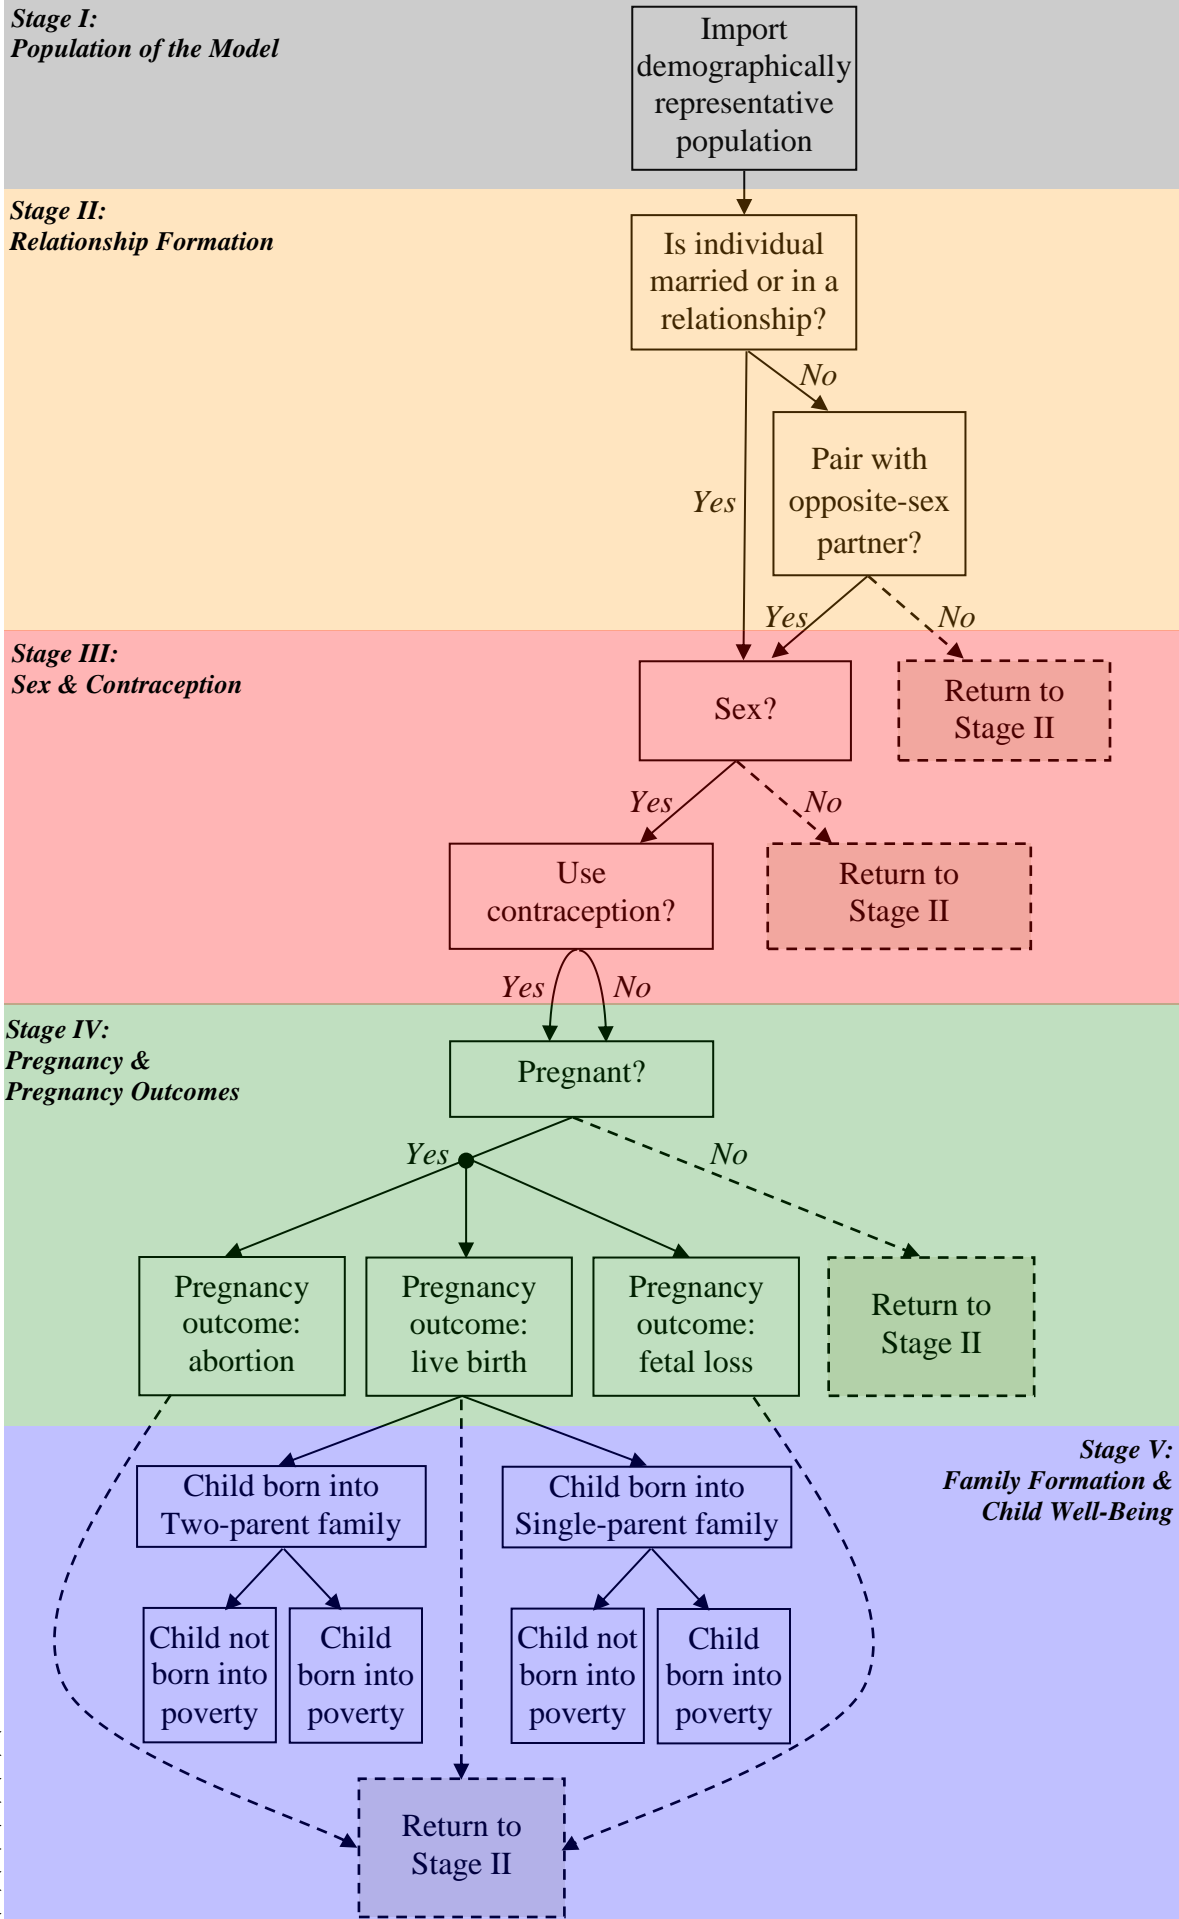 Stage I:
Population of the Model
Import
demographically
representative
population
Stage II:
Relationship Formation
Is individual
married or in a
relationship?
No
Pair with
opposite-sex
partner?
Yes
Yes
No
Stage III:
Sex & Contraception
Sex?
Return to
Stage II
Yes
No
Use
contraception?
Return to
Stage II
Yes
No
Stage IV:
Pregnancy &
Pregnancy Outcomes
Pregnant?
Yes
No
Pregnancy
outcome:
abortion
Pregnancy
outcome:
live birth
Pregnancy
outcome:
fetal loss
Return to
Stage II
Stage V:
Family Formation &
Child Well-Being
Child born into
Two-parent family
Child born into
Single-parent family
Child not
born into
poverty
Child
born into
poverty
Child not
born into
poverty
Child
born into
poverty
Return to
Stage II